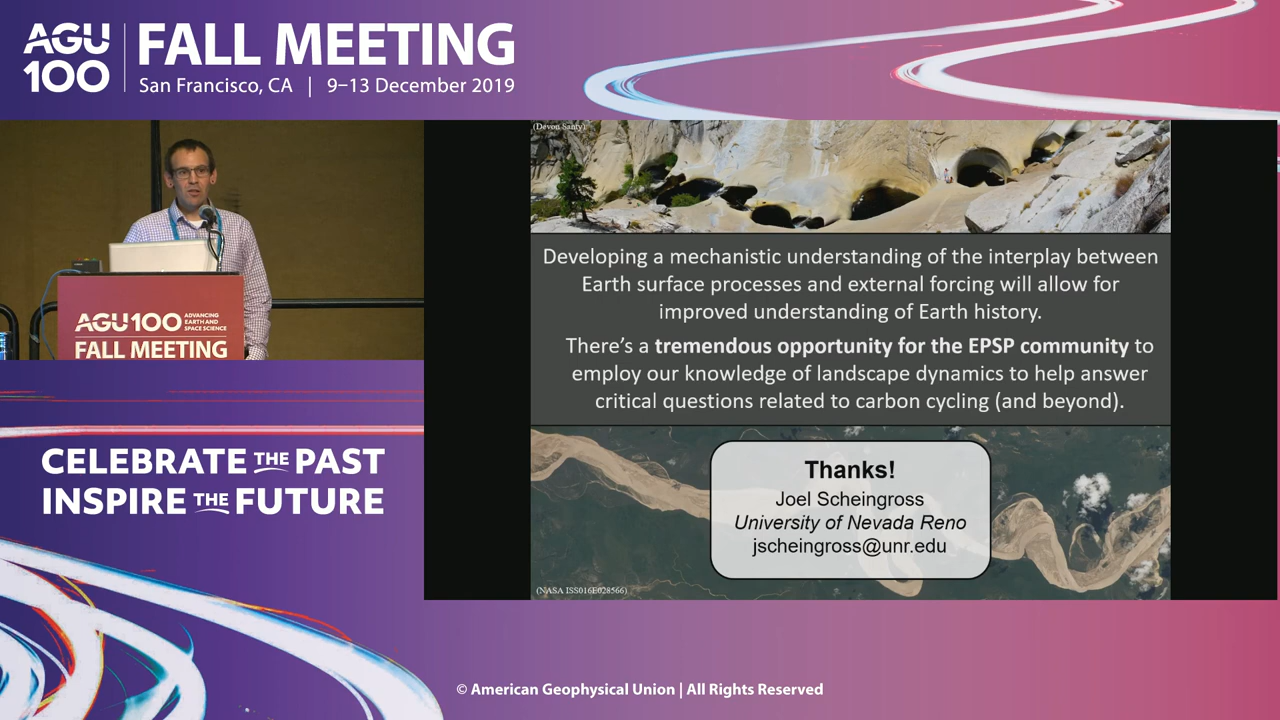 AGU
100
FALL MEETING
San Francisco, CA | 9–13 December 2019
(Devon Santy)
Developing a mechanistic understanding of the interplay between
Earth surface processes and external forcing will allow for
improved understanding of Earth history.
There's a tremendous opportunity for the EPSP community to
employ our knowledge of landscape dynamics to help answer
critical questions related to carbon cycling (and beyond).
AGU100 ADVANCING
EARTH AND
SPACE SCIENCE
FALL MEETING
CELEBRATE THE PAST
INSPIRE THE FUTURE
Thanks!
Joel Scheingross
University of Nevada Reno
jscheingross@unr.edu
(NASA ISS016E028566)
© American Geophysical Union | All Rights Reserved